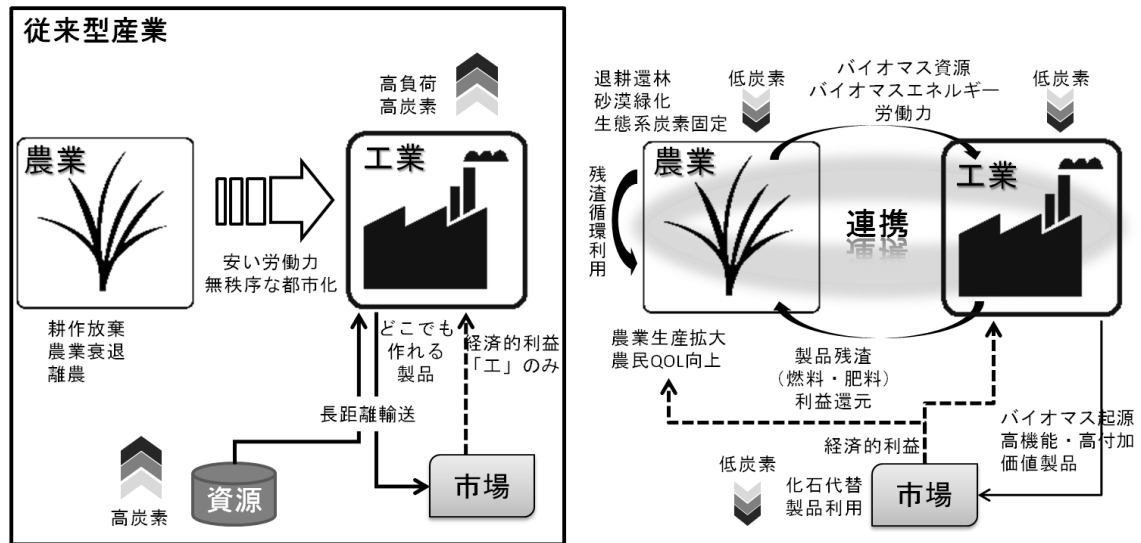 従来型産業
高負荷
高炭素
農業
工業
安い労働力
無秩序な都市化
耕作放棄
農業衰退
離農
どこでも
作れる
製品
経済的利益
「工」のみ
長距離輸送
高炭素
資源
市場
退耕還林
砂漠緑化
生態系炭素固定
低炭素
バイオマス資源
バイオマスエネルギー
労働力
低炭素
農業
工業
残渣循環利用
連携
農業生産拡大
農民QOL向上
製品残渣
（燃料・肥料）
利益還元
バイオマス起源
高機能・高付加
価値製品
経済的利益
低炭素
化石代替
製品利用
市場